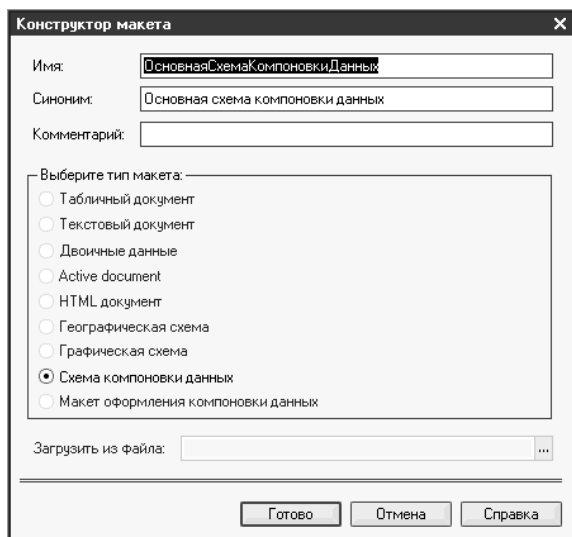 Конструктор макета
Имя: ОсновнаяСхемаКомпоновкиДанных
Синоним: Основная схема компоновки данных
Комментарий:
Выберите тип макета:
Табличный документ
Текстовый документ
Двоичные данные
Active document
HTML документ
Географическая схема
Графическая схема
Схема компоновки данных
Макет оформления компоновки данных
Загрузить из файла: ...
Готово Отмена Справка